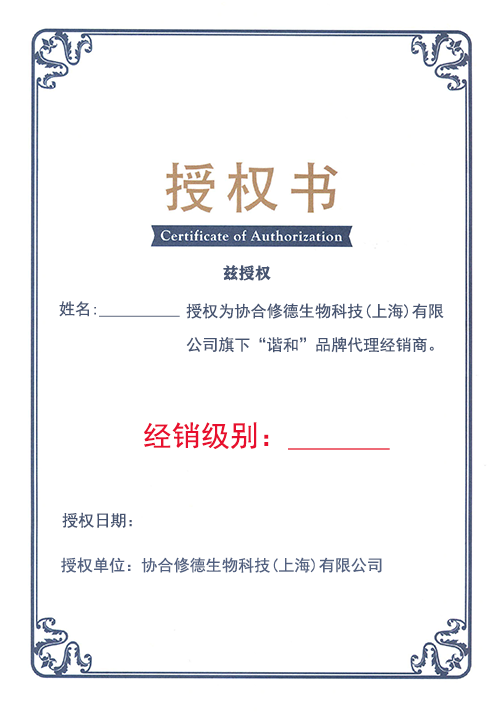 授权书
Certificate of Authorization
兹授权
姓名:__________ 授权为协合修德生物科技(上海)有限
公司旗下“谐和”品牌代理经销商。
经销级别：_______
授权日期：
授权单位：协合修德生物科技(上海)有限公司